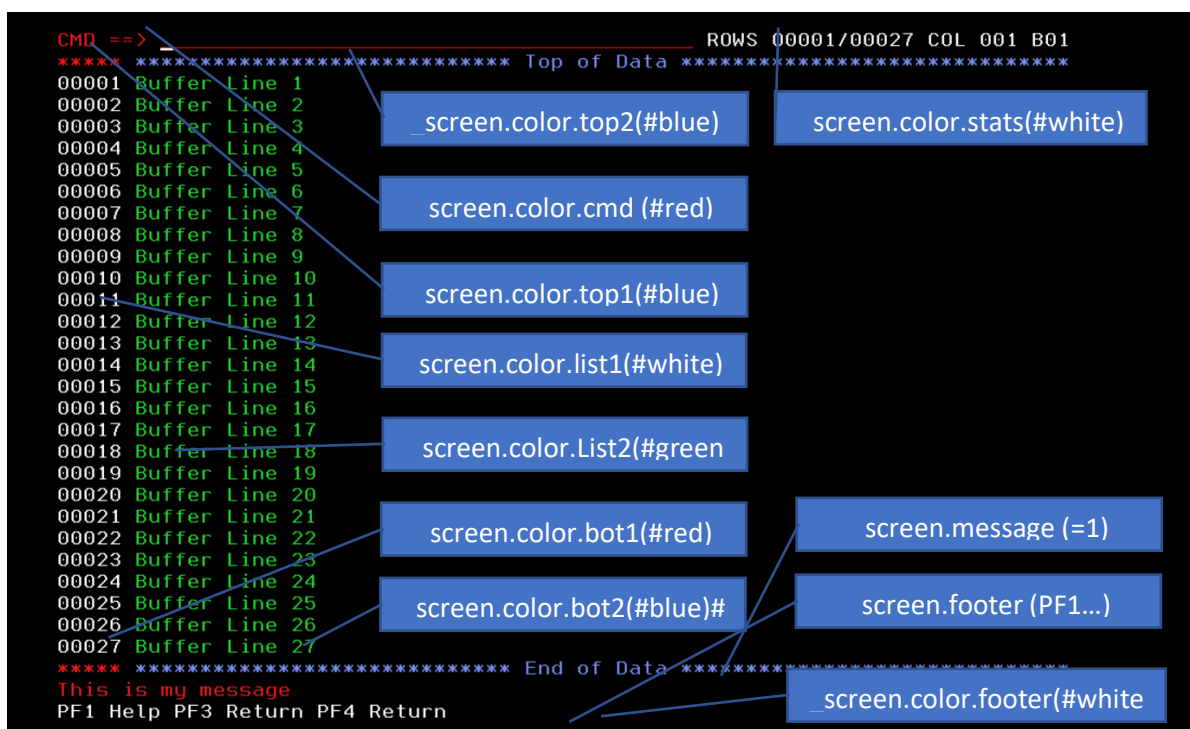 CMD ==> _ ROWS 00001/00027 COL 001 B01
***** ***************************** Top of Data ******************************
00001 Buffer Line 1
00002 Buffer Line 2
_screen.color.top2(#blue) screen.color.stats(#white)
00003 Buffer Line 3
00004 Buffer Line 4
00005 Buffer Line 5
00006 Buffer Line 6
00007 Buffer Line 7
screen.color.cmd (#red)
00008 Buffer Line 8
00009 Buffer Line 9
00010 Buffer Line 10
00011 Buffer Line 11
screen.color.top1(#blue)
00012 Buffer Line 12
00013 Buffer Line 13
00014 Buffer Line 14
screen.color.list1(#white)
00015 Buffer Line 15
00016 Buffer Line 16
00017 Buffer Line 17
00018 Buffer Line 18
screen.color.List2(#green
00019 Buffer Line 19
00020 Buffer Line 20
00021 Buffer Line 21
00022 Buffer Line 22
screen.color.bot1(#red) screen.message (=1)
00023 Buffer Line 23
00024 Buffer Line 24
00025 Buffer Line 25
screen.color.bot2(#blue)# screen.footer (PF1...)
00026 Buffer Line 26
00027 Buffer Line 27
***** ***************************** End of Data ******************************
This is my message
_screen.color.footer(#white
PF1 Help PF3 Return PF4 Return